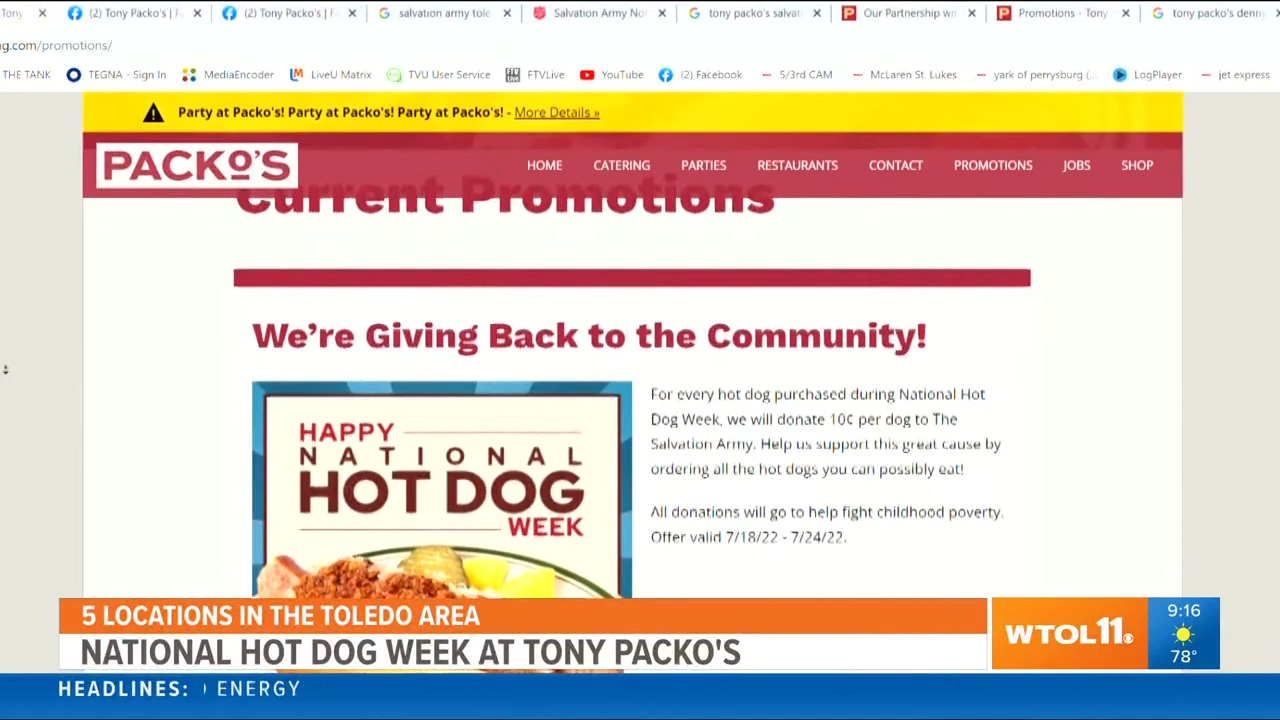 Tony
(2) Tony Packo's | F
(2) Tony Packo's | F
salvation army tole
Salvation Army Nor
tony packo's salvat
Our Partnership wi
Promotions - Tony
tony packo's denn
ng.com/promotions/
THE TANK
TEGNA - Sign In
MediaEncoder
LiveU Matrix
TVU User Service
FTVLive
YouTube
(2) Facebook
5/3rd CAM
McLaren St. Lukes
yark of perrysburg (...
LogPlayer
jet express
Party at Packo's! Party at Packo's! Party at Packo's! - More Details »
PACKO'S
HOME
CATERING
PARTIES
RESTAURANTS
CONTACT
PROMOTIONS
JOBS
SHOP
Current Promotions
We're Giving Back to the Community!
HAPPY
NATIONAL
HOT DOG
WEEK
For every hot dog purchased during National Hot
Dog Week, we will donate 10¢ per dog to The
Salvation Army. Help us support this great cause by
ordering all the hot dogs you can possibly eat!
All donations will go to help fight childhood poverty.
Offer valid 7/18/22 - 7/24/22.
5 LOCATIONS IN THE TOLEDO AREA
NATIONAL HOT DOG WEEK AT TONY PACKO'S
WTOL11
9:16
78°
HEADLINES:
ENERGY